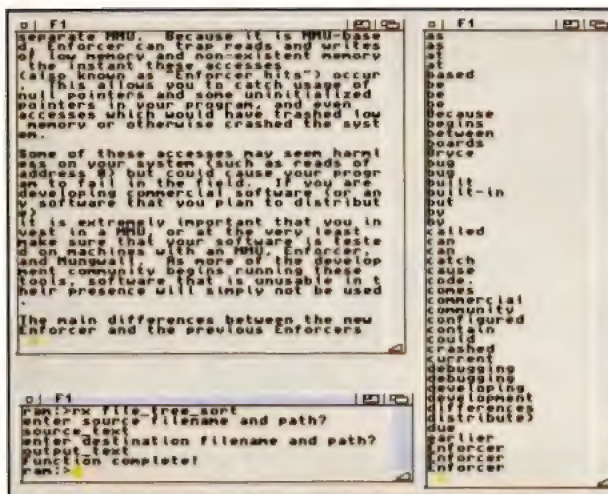 F1
separate MMU.  Because it is MMU-base
d, Enforcer can trap reads and writes
of low memory and non-existent memory
the instant these accesses
(also known as "Enforcer hits") occur
.  This allows you to catch usage of
null pointers and some uninitialized
pointers in your program, and even
accesses which would have trashed low
memory or otherwise crashed the syst
em.
Some of these accesses may seem harml
ess on your system (such as reads of
address 0) but could cause your progr
am to fail in the field.  If you are
developing commercial software (or an
y software that you plan to distribut
e)
it is extremely important that you in
vest in a MMU, or at the very least
make sure that your software is teste
d on machines with an MMU, Enforcer,
and Mungwall.  As more of the develop
ment community begins running these
tools, software that is unusable in t
heir presence will simply not be used
.
The main differences between the new
Enforcer and the previous Enforcers
F1
ram:>rx file_tree_sort
enter source filename and path?
source_text
enter destination filename and path?
output_text
function complete!
ram:>
F1
as
as
at
at
based
be
be
be
Because
begins
between
boards
Bryce
bug
bug
built
built-in
but
by
by
called
can
can
catch
cause
code.
comes
commercial
community
configured
contain
could
crashed
current
debugging
debugging
developing
development
differences
distribute)
due
earlier
Enforcer
Enforcer
Enforcer